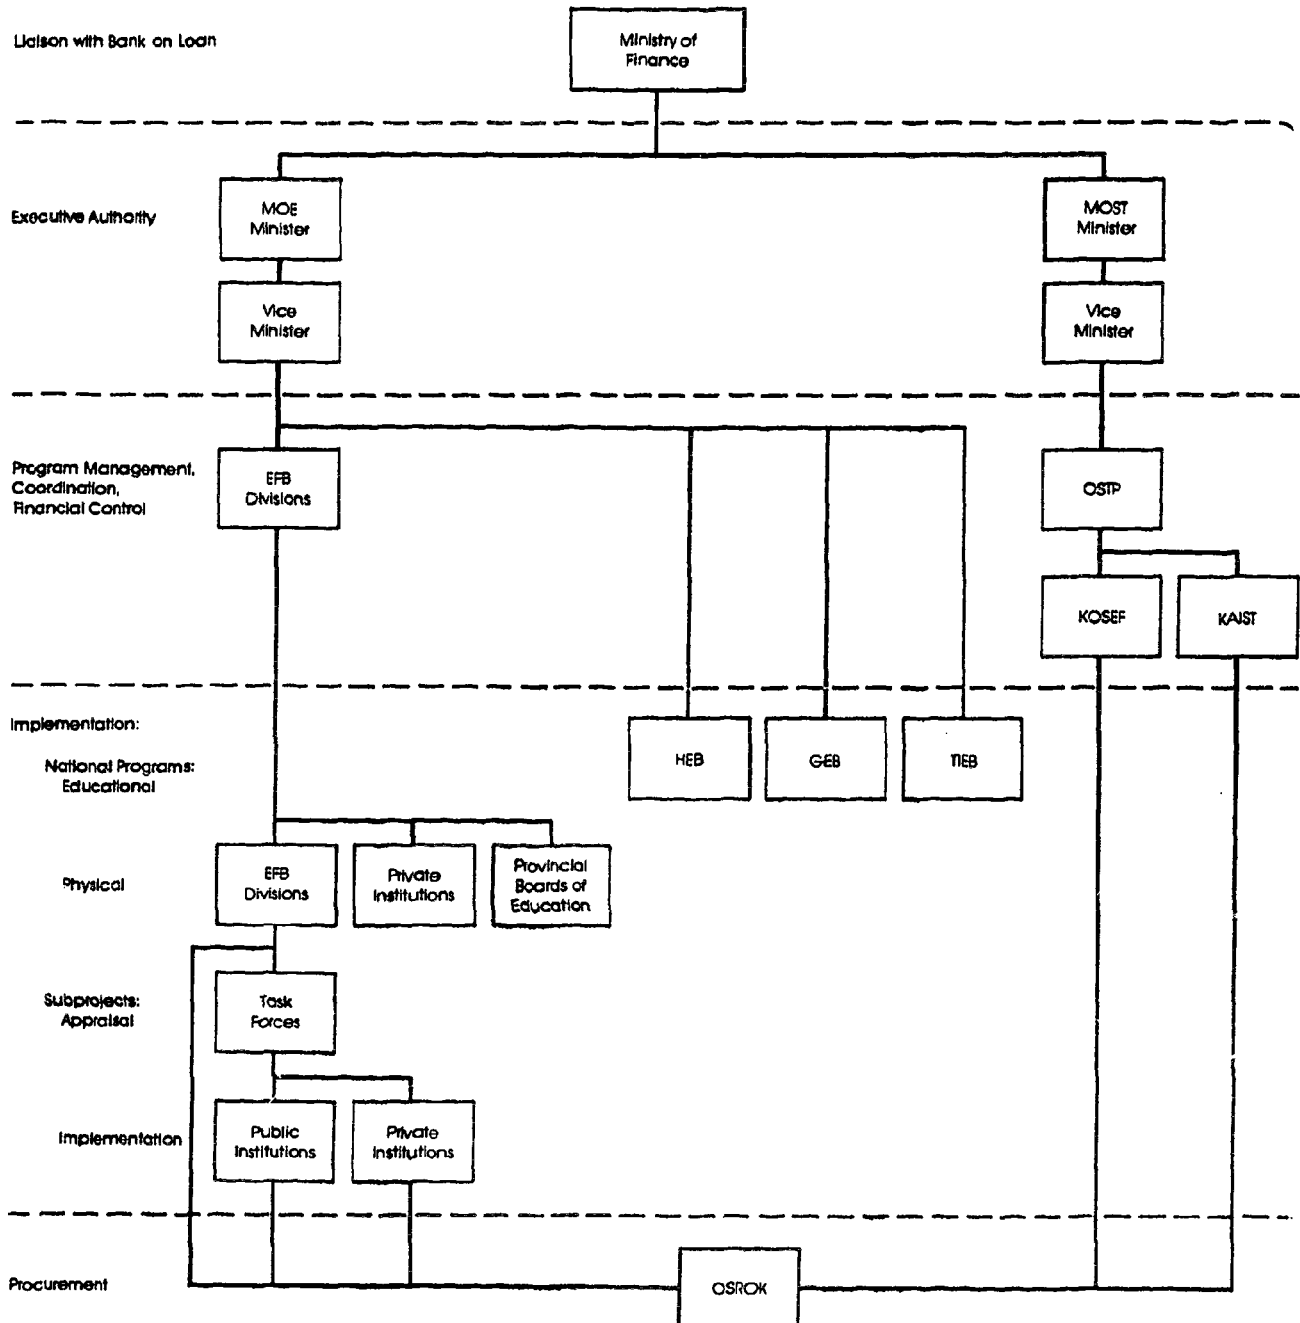 Liaison with Bank on Loan
Ministry of
Finance
Executive Authority
MOE
Minister
MOST
Minister
Vice
Minister
Vice
Minister
Program Management,
Coordination,
Financial Control
EFB
Divisions
OSTP
KOSEF
KAIST
Implementation:
National Programs:
Educational
HEB
GEB
TIEB
Physical
EFB
Divisions
Private
Institutions
Provincial
Boards of
Education
Subprojects:
Appraisal
Task
Forces
Implementation
Public
Institutions
Private
Institutions
Procurement
OSROK